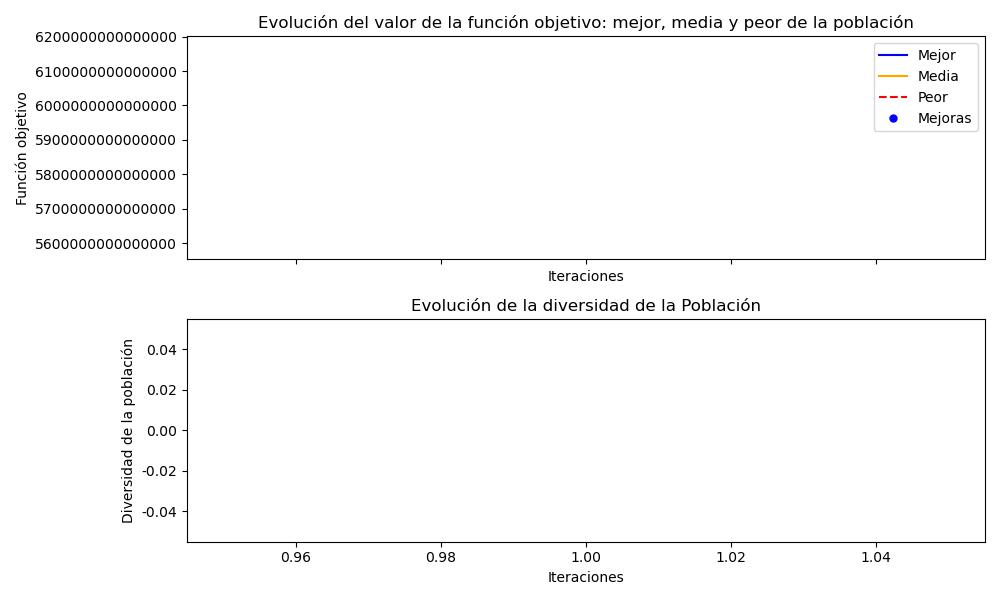 Evolución del valor de la función objetivo: mejor, media y peor de la población
Función objetivo
6200000000000000
6100000000000000
6000000000000000
5900000000000000
5800000000000000
5700000000000000
5600000000000000
Mejor
Media
Peor
Mejoras
Iteraciones
Evolución de la diversidad de la Población
Diversidad de la población
0.04
0.02
0.00
-0.02
-0.04
0.96 0.98 1.00 1.02 1.04
Iteraciones